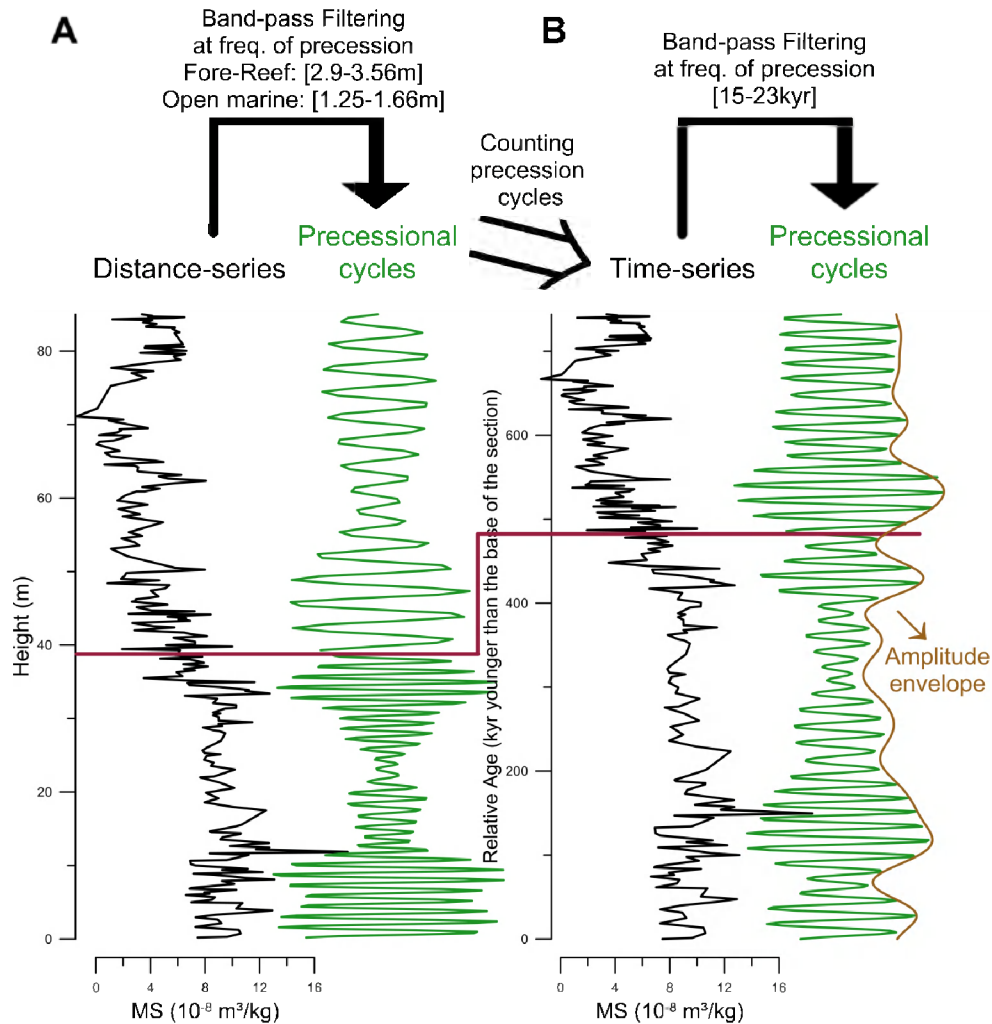 A
Band-pass Filtering
at freq. of precession
Fore-Reef: [2.9-3.56m]
Open marine: [1.25-1.66m]
B
Band-pass Filtering
at freq. of precession
[15-23kyr]
Counting
precession
cycles
Distance-series
Precessional
cycles
Time-series
Precessional
cycles
Height (m)
80
60
40
20
0
Relative Age (kyr younger than the base of the section)
600
400
200
0
Amplitude
envelope
0 4 8 12 16
MS (10⁻⁸ m³/kg)
0 4 8 12 16
MS (10⁻⁸ m³/kg)